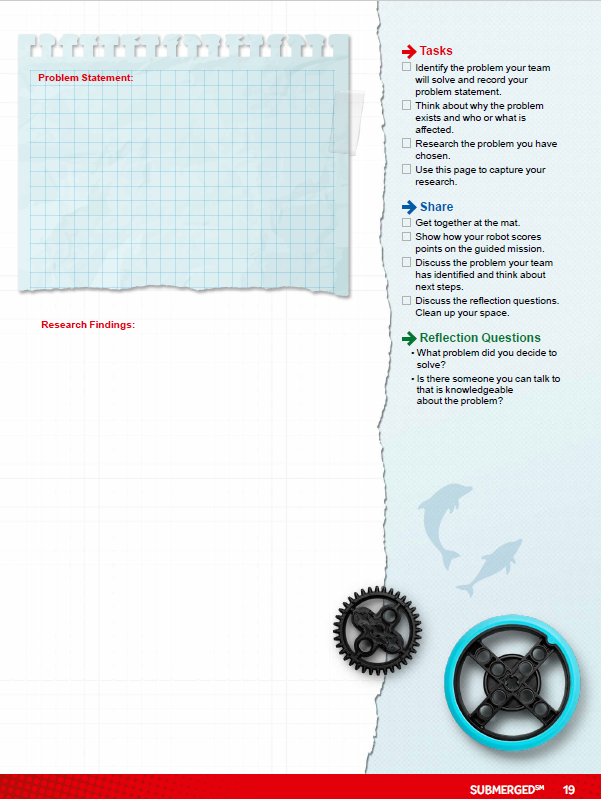 Problem Statement:
Research Findings:
Tasks
Identify the problem your team
will solve and record your
problem statement.
Think about why the problem
exists and who or what is
affected.
Research the problem you have
chosen.
Use this page to capture your
research.
Share
Get together at the mat.
Show how your robot scores
points on the guided mission.
Discuss the problem your team
has identified and think about
next steps.
Discuss the reflection questions.
Clean up your space.
Reflection Questions
• What problem did you decide to
solve?
• Is there someone you can talk to
that is knowledgeable
about the problem?
SUBMERGED℠ 19